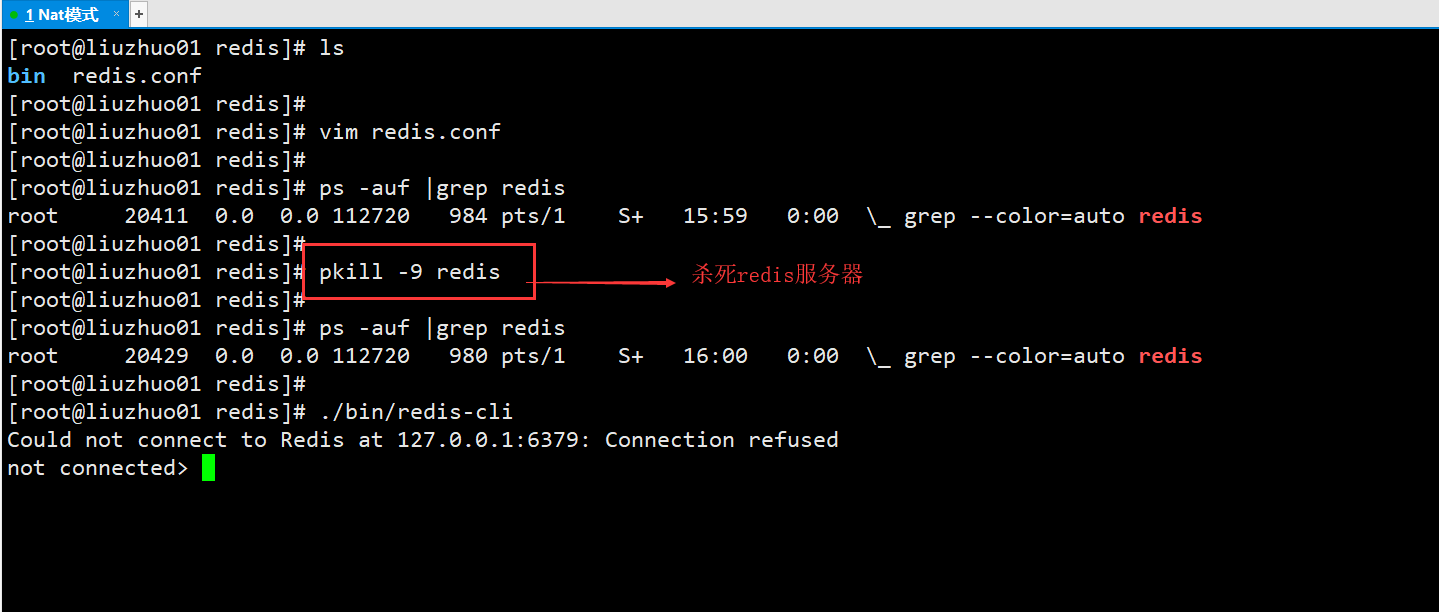 1 Nat模式 × +
[root@liuzhuo01 redis]# ls
bin  redis.conf
[root@liuzhuo01 redis]#
[root@liuzhuo01 redis]# vim redis.conf
[root@liuzhuo01 redis]#
[root@liuzhuo01 redis]# ps -auf |grep redis
root     20411  0.0  0.0 112720   984 pts/1    S+   15:59   0:00  \_ grep --color=auto redis
[root@liuzhuo01 redis]#
[root@liuzhuo01 redis]# pkill -9 redis 杀死redis服务器
[root@liuzhuo01 redis]#
[root@liuzhuo01 redis]# ps -auf |grep redis
root     20429  0.0  0.0 112720   980 pts/1    S+   16:00   0:00  \_ grep --color=auto redis
[root@liuzhuo01 redis]#
[root@liuzhuo01 redis]# ./bin/redis-cli
Could not connect to Redis at 127.0.0.1:6379: Connection refused
not connected>